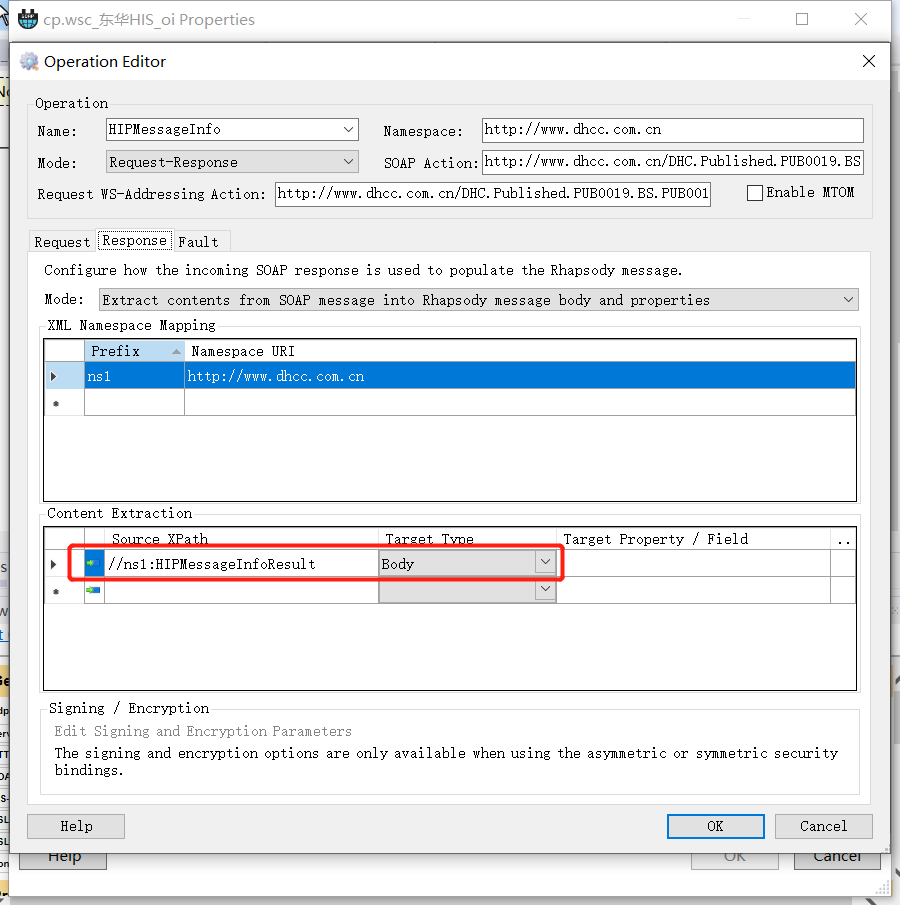 cp.wsc_东华HIS_oi Properties
Operation Editor
Operation
Name: HIPMessageInfo Namespace: http://www.dhcc.com.cn
Mode: Request-Response SOAP Action: http://www.dhcc.com.cn/DHC.Published.PUB0019.BS
Request WS-Addressing Action: http://www.dhcc.com.cn/DHC.Published.PUB0019.BS.PUB001 Enable MTOM
Request Response Fault
Configure how the incoming SOAP response is used to populate the Rhapsody message.
Mode: Extract contents from SOAP message into Rhapsody message body and properties
XML Namespace Mapping
Prefix Namespace URI
ns1 http://www.dhcc.com.cn
Content Extraction
Source XPath Target Type Target Property / Field ..
//ns1:HIPMessageInfoResult Body
Signing / Encryption
Edit Signing and Encryption Parameters
The signing and encryption options are only available when using the asymmetric or symmetric security
bindings.
Help OK Cancel
Help OK Cancel